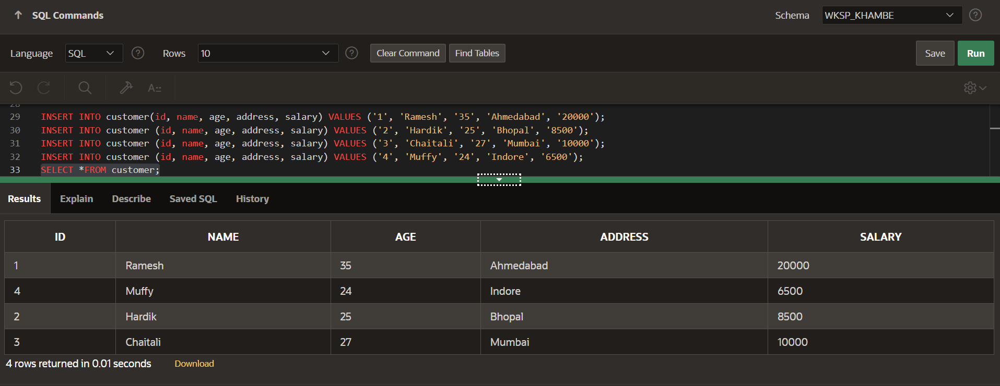 SQL Commands
Schema WKSP_KHAMBE ?
Language SQL ? Rows 10 ? Clear Command Find Tables Save Run
A::
28
29 INSERT INTO customer(id, name, age, address, salary) VALUES ('1', 'Ramesh', '35', 'Ahmedabad', '20000');
30 INSERT INTO customer (id, name, age, address, salary) VALUES ('2', 'Hardik', '25', 'Bhopal', '8500');
31 INSERT INTO customer (id, name, age, address, salary) VALUES ('3', 'Chaitali', '27', 'Mumbai', '10000');
32 INSERT INTO customer (id, name, age, address, salary) VALUES ('4', 'Muffy', '24', 'Indore', '6500');
33 SELECT *FROM customer;
Results Explain Describe Saved SQL History
ID NAME AGE ADDRESS SALARY
1 Ramesh 35 Ahmedabad 20000
4 Muffy 24 Indore 6500
2 Hardik 25 Bhopal 8500
3 Chaitali 27 Mumbai 10000
4 rows returned in 0.01 seconds Download